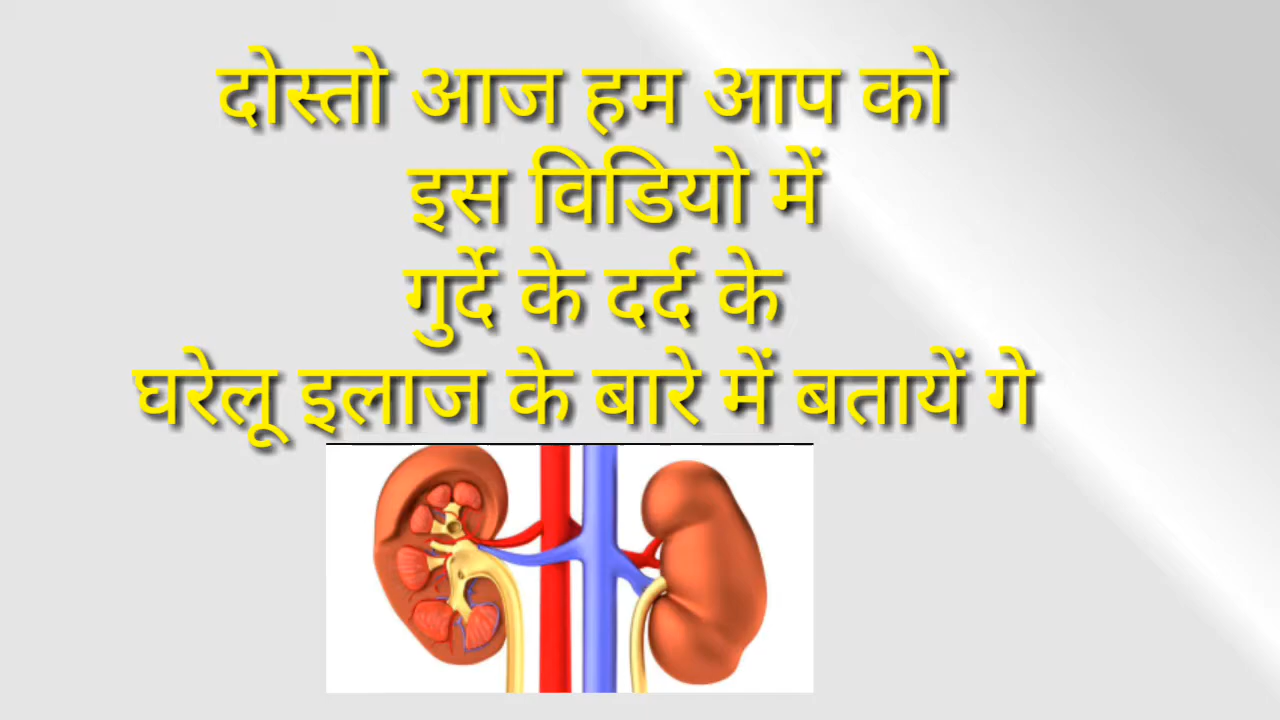 दोस्तो आज हम आप को
इस विडियो में
गुर्दे के दर्द के
घरेलू इलाज के बारे में बतायें गे